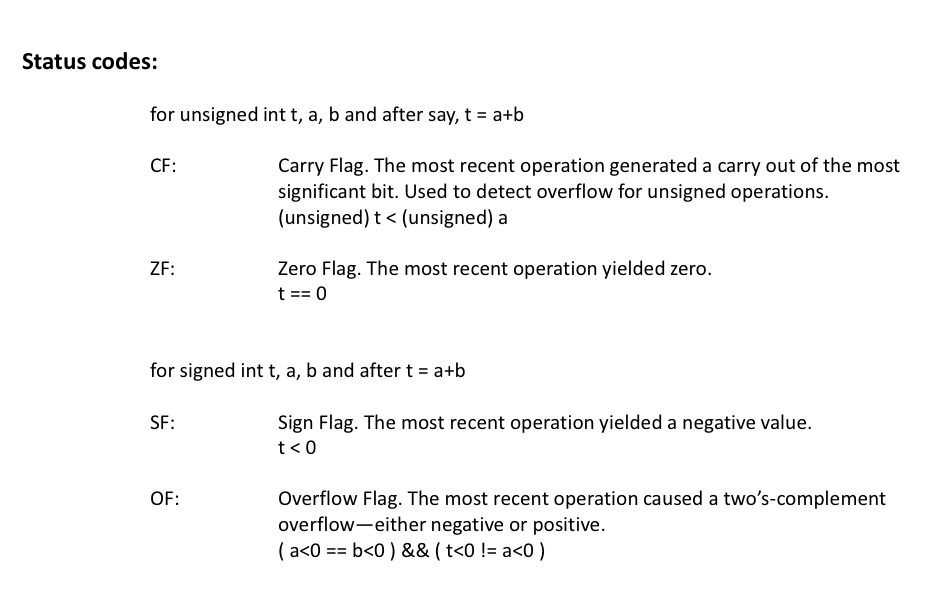 Status codes:
for unsigned int t, a, b and after say, t = a+b
CF: Carry Flag. The most recent operation generated a carry out of the most
significant bit. Used to detect overflow for unsigned operations.
(unsigned) t < (unsigned) a
ZF: Zero Flag. The most recent operation yielded zero.
t == 0
for signed int t, a, b and after t = a+b
SF: Sign Flag. The most recent operation yielded a negative value.
t < 0
OF: Overflow Flag. The most recent operation caused a two’s-complement
overflow—either negative or positive.
( a<0 == b<0 ) && ( t<0 != a<0 )